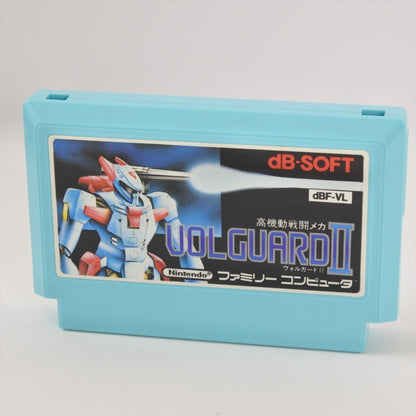 dB-SOFT
dBF-VL
高機動戦闘メカ
VOLGUARD II
ウォルガードII
Nintendo® ファミリー コンピュータ